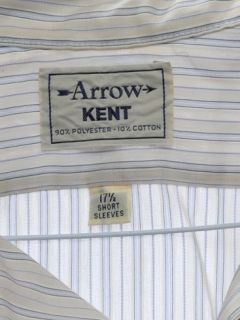 Arrow
KENT
90% POLYESTER - 10% COTTON
17½
SHORT
SLEEVES